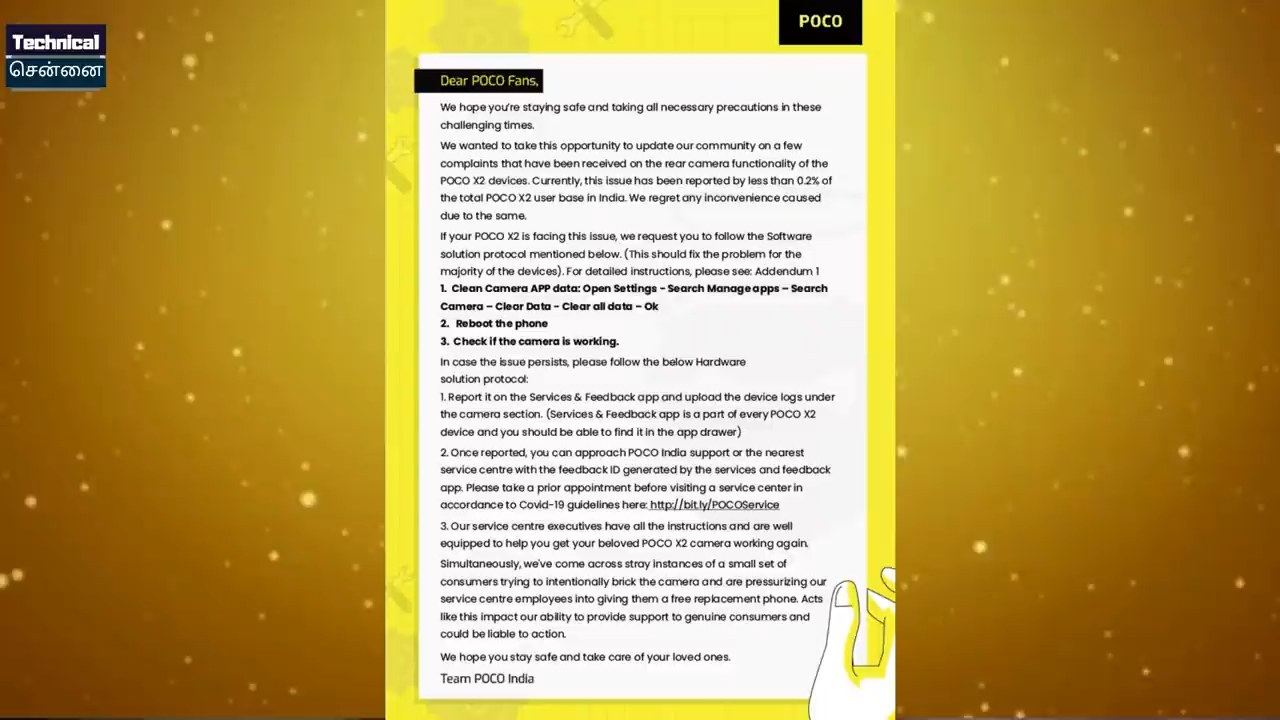 Technical
சென்னை
POCO
Dear POCO Fans,
We hope you're staying safe and taking all necessary precautions in these
challenging times.
We wanted to take this opportunity to update our community on a few
complaints that have been received on the rear camera functionality of the
POCO X2 devices. Currently, this issue has been reported by less than 0.2% of
the total POCO X2 user base in India. We regret any inconvenience caused
due to the same.
If your POCO X2 is facing this issue, we request you to follow the Software
solution protocol mentioned below. (This should fix the problem for the
majority of the devices). For detailed instructions, please see: Addendum 1
1. Clean Camera APP data: Open Settings - Search Manage apps – Search
Camera – Clear Data - Clear all data – Ok
2. Reboot the phone
3. Check if the camera is working.
In case the issue persists, please follow the below Hardware
solution protocol:
1. Report it on the Services & Feedback app and upload the device logs under
the camera section. (Services & Feedback app is a part of every POCO X2
device and you should be able to find it in the app drawer)
2. Once reported, you can approach POCO India support or the nearest
service centre with the feedback ID generated by the services and feedback
app. Please take a prior appointment before visiting a service center in
accordance to Covid-19 guidelines here: http://bit.ly/POCOService
3. Our service centre executives have all the instructions and are well
equipped to help you get your beloved POCO X2 camera working again.
Simultaneously, we've come across stray instances of a small set of
consumers trying to intentionally brick the camera and are pressurizing our
service centre employees into giving them a free replacement phone. Acts
like this impact our ability to provide support to genuine consumers and
could be liable to action.
We hope you stay safe and take care of your loved ones.
Team POCO India